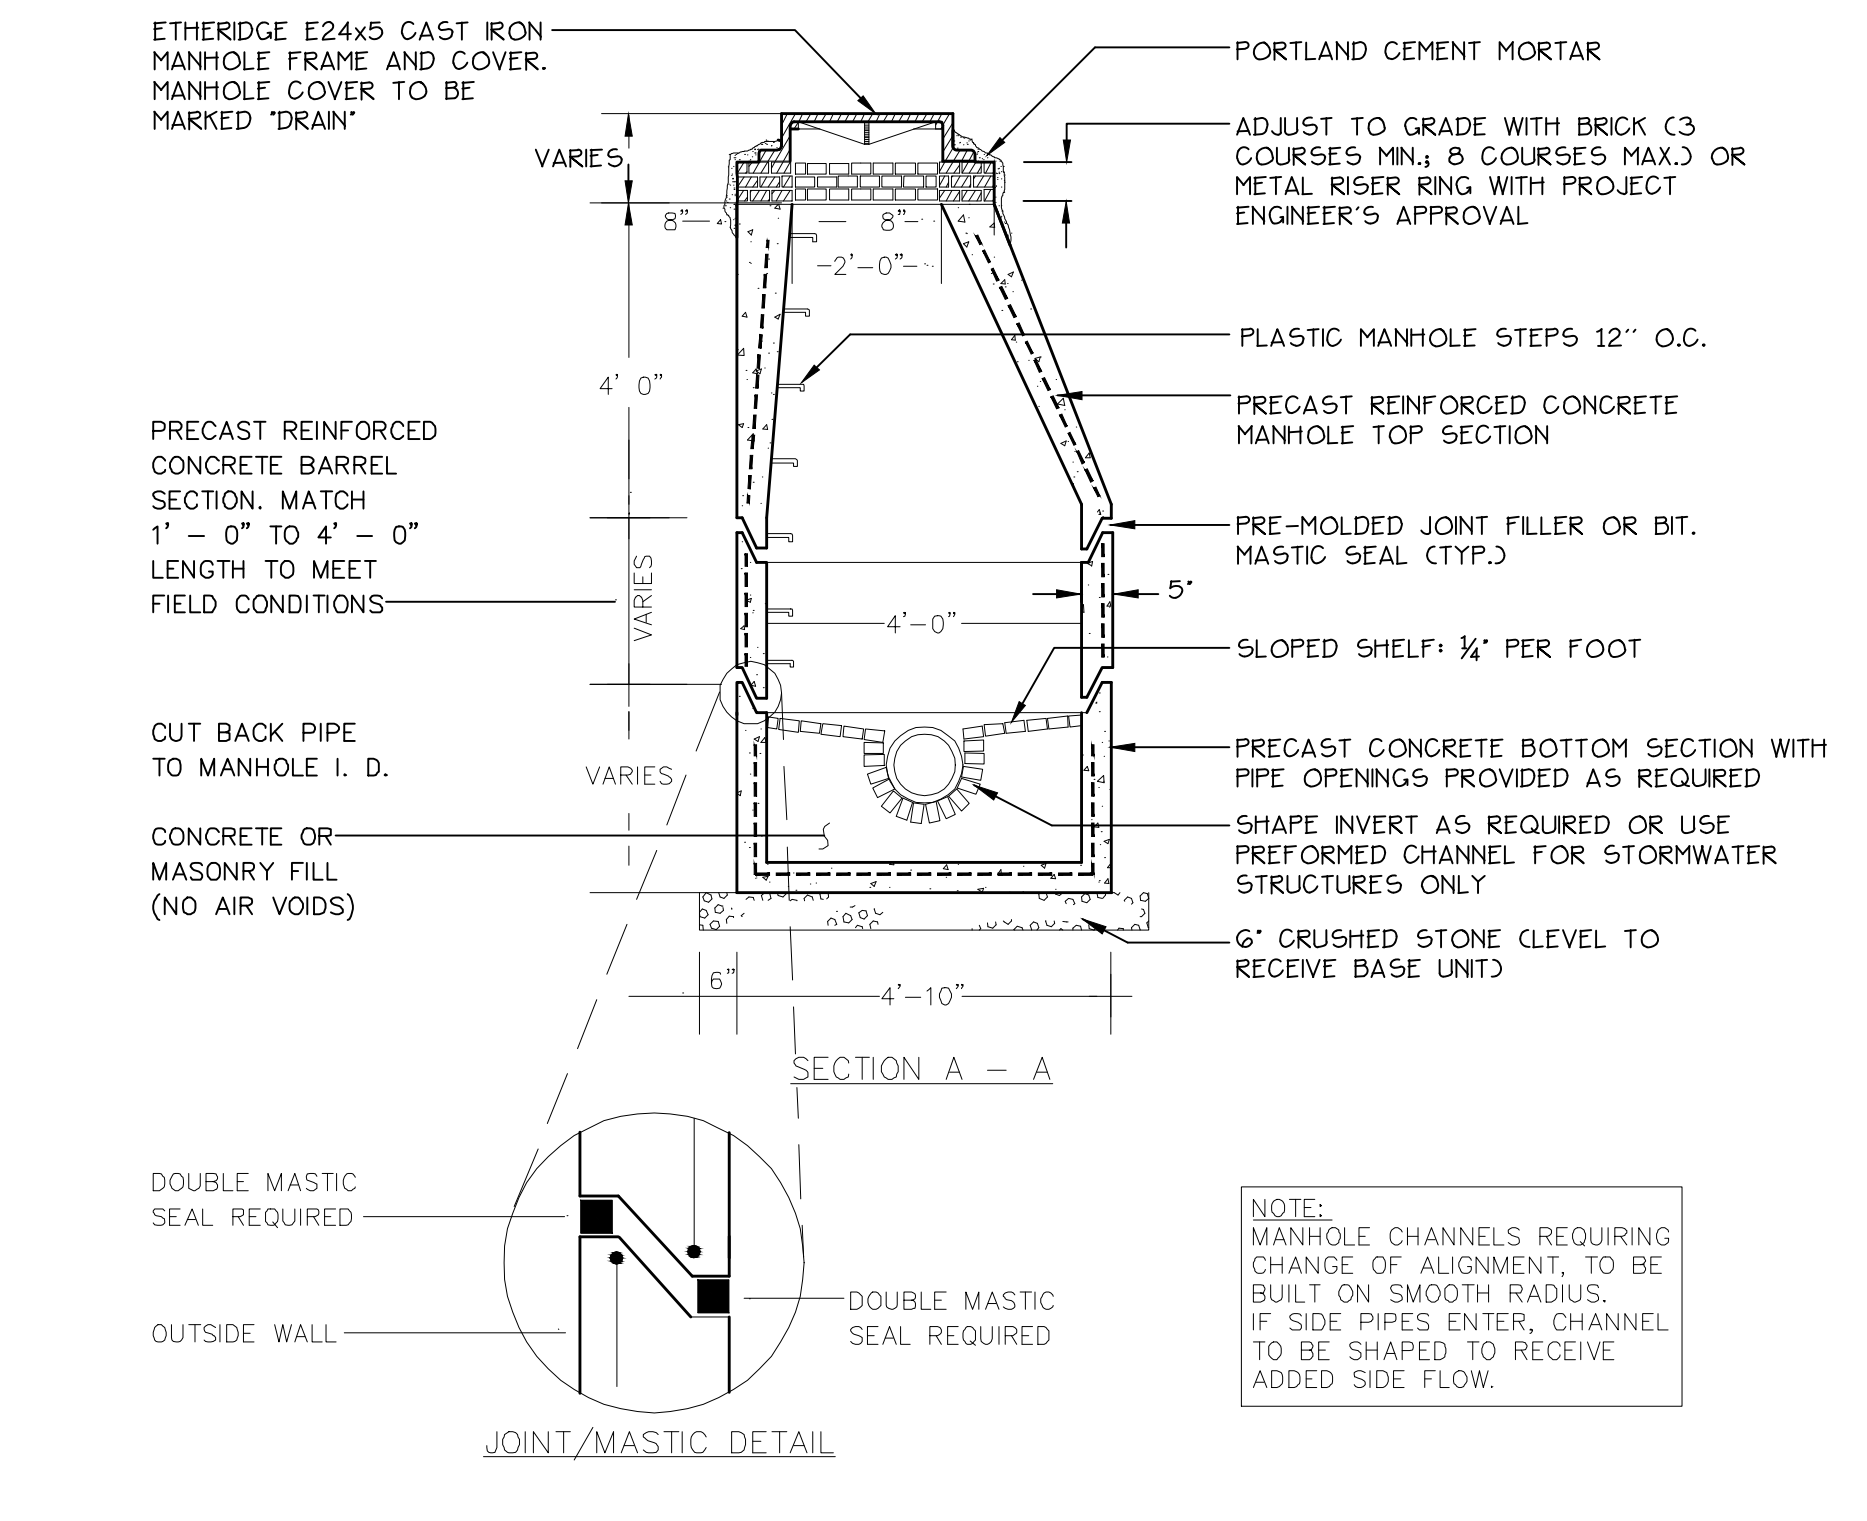 ETHERIDGE E24x5 CAST IRON
MANHOLE FRAME AND COVER.
MANHOLE COVER TO BE
MARKED "DRAIN"
PORTLAND CEMENT MORTAR
ADJUST TO GRADE WITH BRICK (3
COURSES MIN.; 8 COURSES MAX.) OR
METAL RISER RING WITH PROJECT
ENGINEER'S APPROVAL
VARIES
8"
8"
2'-0"
PLASTIC MANHOLE STEPS 12'' O.C.
4' 0"
PRECAST REINFORCED CONCRETE
MANHOLE TOP SECTION
PRECAST REINFORCED
CONCRETE BARREL
SECTION. MATCH
1' - 0" TO 4' - 0"
LENGTH TO MEET
FIELD CONDITIONS
PRE-MOLDED JOINT FILLER OR BIT.
MASTIC SEAL (TYP.)
VARIES
5"
4'-0"
SLOPED SHELF: ¼" PER FOOT
CUT BACK PIPE
TO MANHOLE I. D.
VARIES
PRECAST CONCRETE BOTTOM SECTION WITH
PIPE OPENINGS PROVIDED AS REQUIRED
CONCRETE OR
MASONRY FILL
(NO AIR VOIDS)
SHAPE INVERT AS REQUIRED OR USE
PREFORMED CHANNEL FOR STORMWATER
STRUCTURES ONLY
6" CRUSHED STONE (LEVEL TO
RECEIVE BASE UNIT)
6"
4'-10"
SECTION A - A
DOUBLE MASTIC
SEAL REQUIRED
OUTSIDE WALL
DOUBLE MASTIC
SEAL REQUIRED
JOINT/MASTIC DETAIL
NOTE:
MANHOLE CHANNELS REQUIRING
CHANGE OF ALIGNMENT, TO BE
BUILT ON SMOOTH RADIUS.
IF SIDE PIPES ENTER, CHANNEL
TO BE SHAPED TO RECEIVE
ADDED SIDE FLOW.